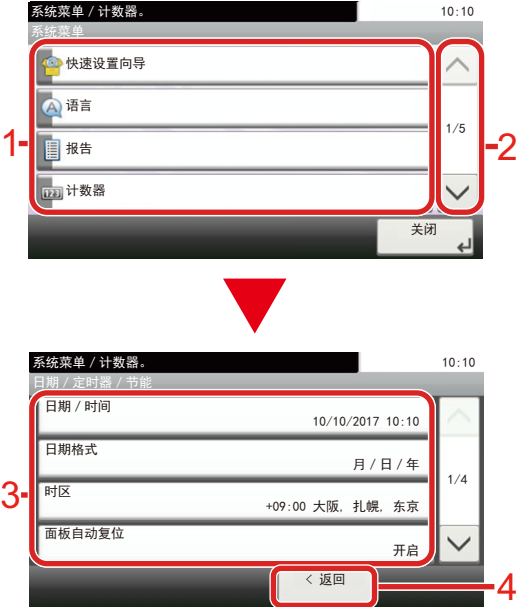 系统菜单 / 计数器。 10:10
系统菜单
快速设置向导
语言
1/5
1
2
报告
计数器
关闭
系统菜单 / 计数器。 10:10
日期 / 定时器 / 节能
日期 / 时间
10/10/2017 10:10
日期格式
月 / 日 / 年
1/4
3
时区
+09:00 大阪, 扎幌, 东京
面板自动复位
开启
< 返回
4